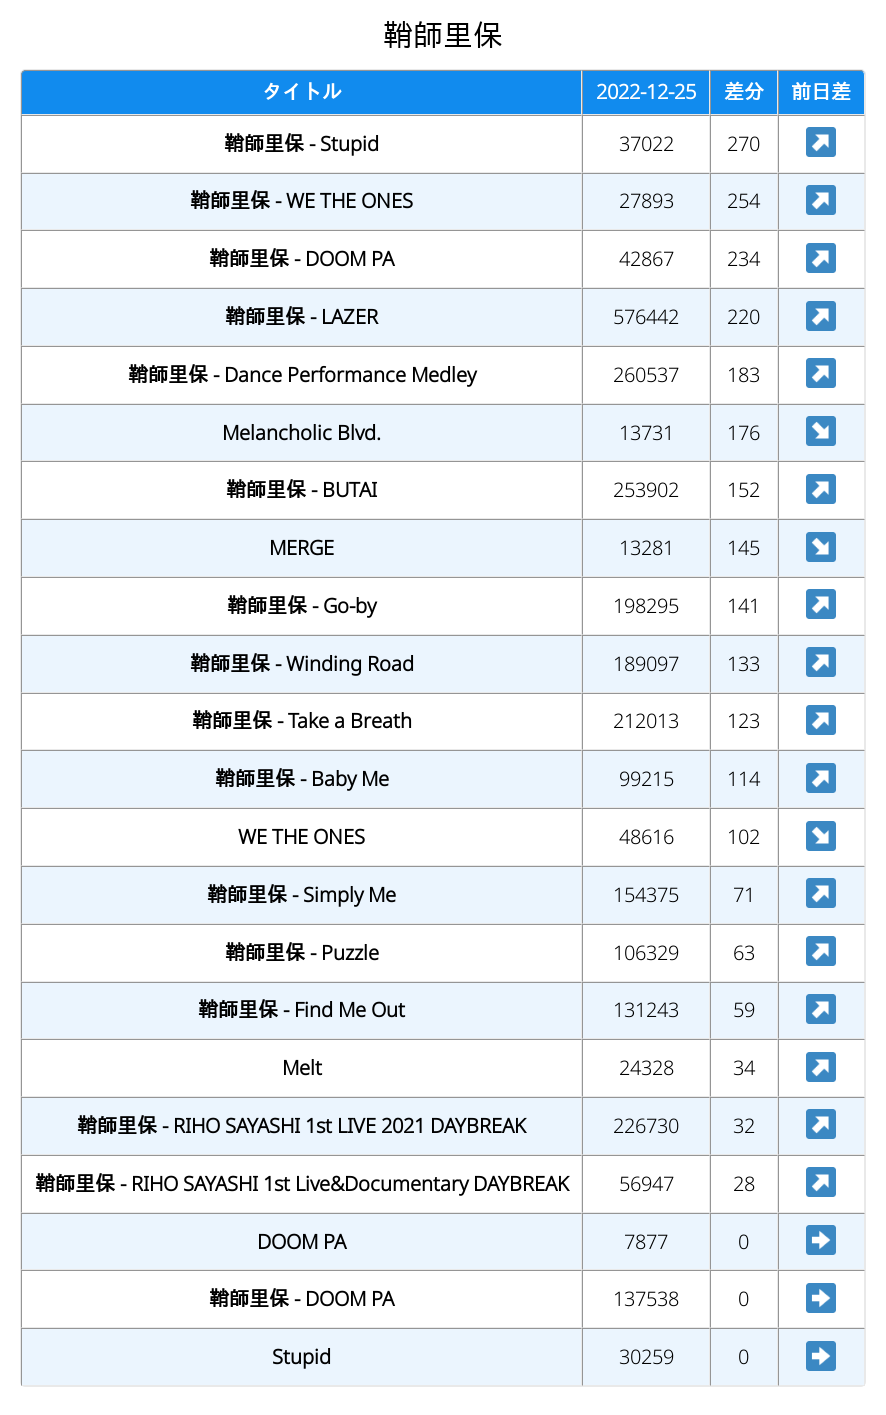 鞘師里保
タイトル 2022-12-25 差分 前日差
鞘師里保 - Stupid 37022 270 ↗
鞘師里保 - WE THE ONES 27893 254 ↗
鞘師里保 - DOOM PA 42867 234 ↗
鞘師里保 - LAZER 576442 220 ↗
鞘師里保 - Dance Performance Medley 260537 183 ↗
Melancholic Blvd. 13731 176 ↘
鞘師里保 - BUTAI 253902 152 ↗
MERGE 13281 145 ↘
鞘師里保 - Go-by 198295 141 ↗
鞘師里保 - Winding Road 189097 133 ↗
鞘師里保 - Take a Breath 212013 123 ↗
鞘師里保 - Baby Me 99215 114 ↗
WE THE ONES 48616 102 ↘
鞘師里保 - Simply Me 154375 71 ↗
鞘師里保 - Puzzle 106329 63 ↗
鞘師里保 - Find Me Out 131243 59 ↗
Melt 24328 34 ↗
鞘師里保 - RIHO SAYASHI 1st LIVE 2021 DAYBREAK 226730 32 ↗
鞘師里保 - RIHO SAYASHI 1st Live&Documentary DAYBREAK 56947 28 ↗
DOOM PA 7877 0 ➡
鞘師里保 - DOOM PA 137538 0 ➡
Stupid 30259 0 ➡